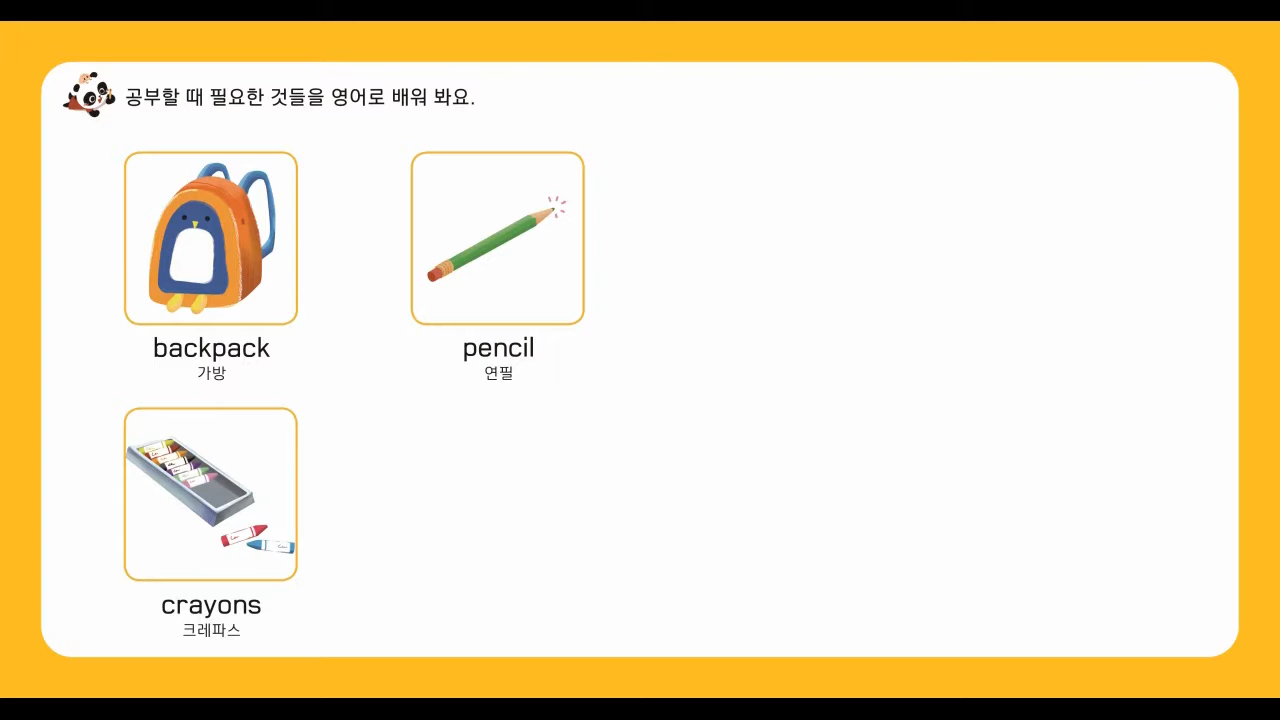 공부할 때 필요한 것들을 영어로 배워 봐요.
backpack
가방
pencil
연필
crayons
크레파스